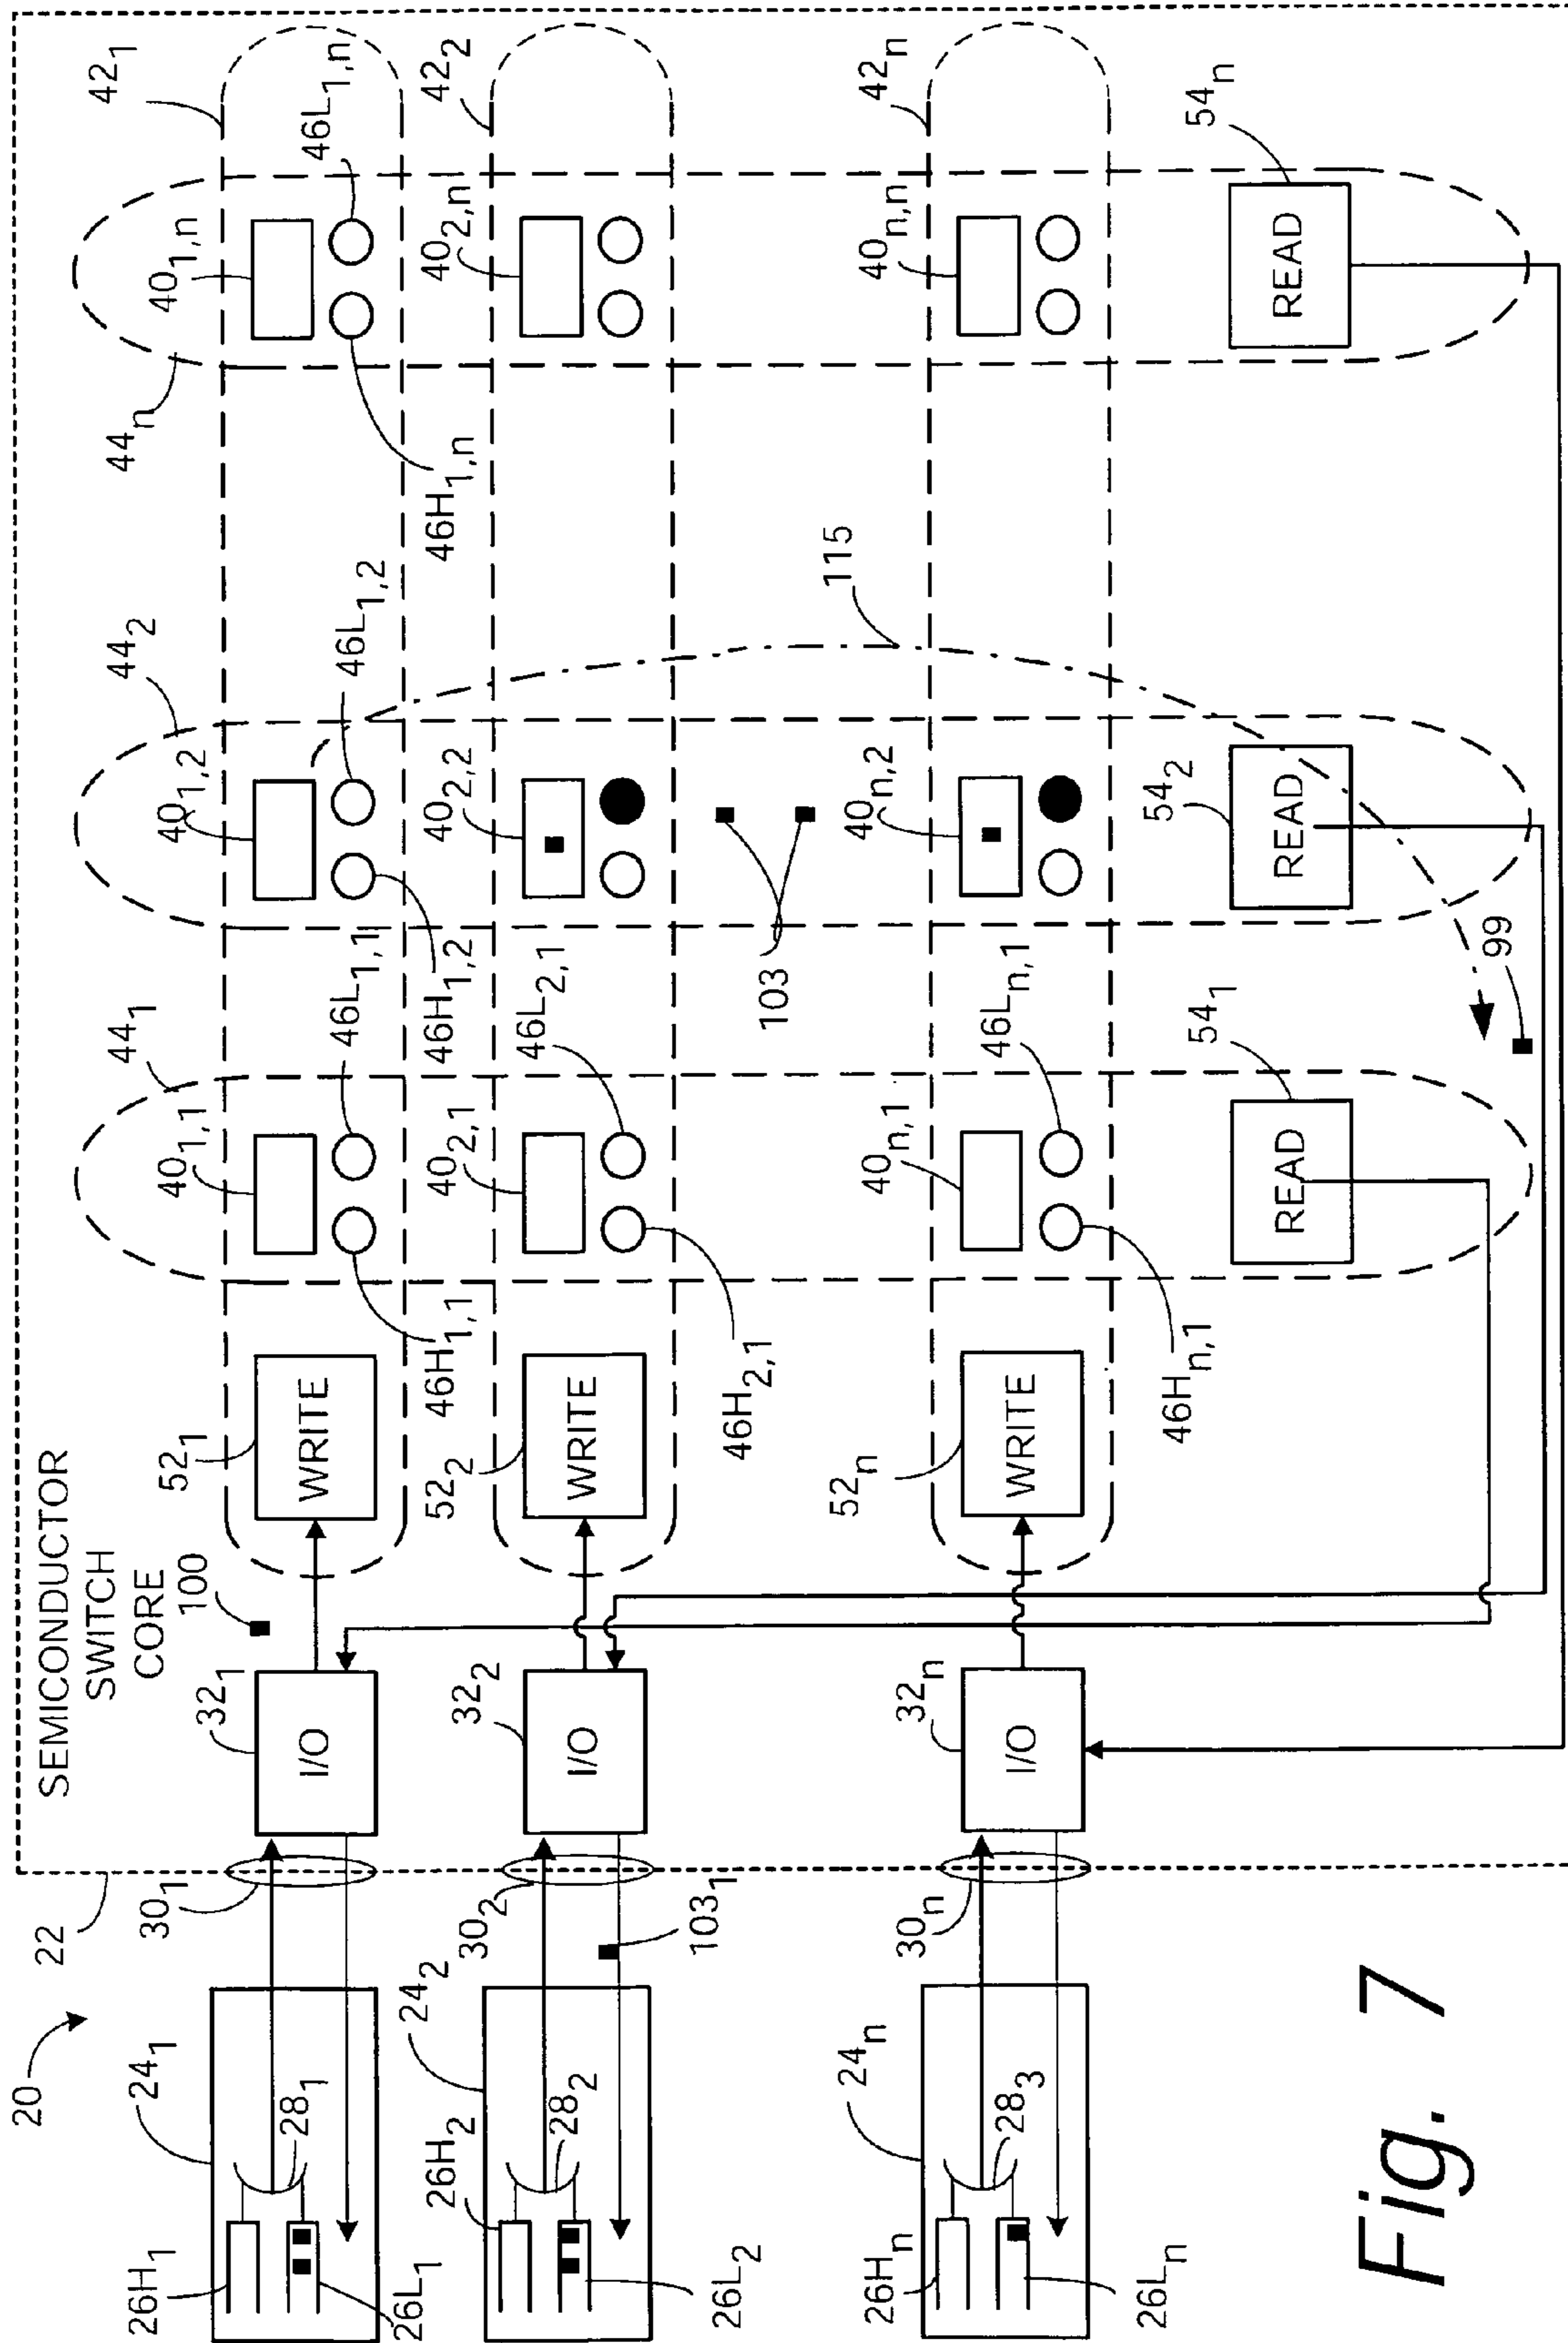 SEMICONDUCTOR
SWITCH
CORE
20
22
24₁
26H₁
26L₁
28₁
30₁
32₁
I/O
100
52₁
WRITE
46H₁,₁
44₁
40₁,₁
46L₁,₁
46H₁,₂
44₂
40₁,₂
46L₁,₂
46H₁,n
44n
40₁,n
46L₁,n
42₁
24₂
26H₂
26L₂
28₂
30₂
103₁
32₂
I/O
52₂
WRITE
46H₂,₁
40₂,₁
46L₂,₁
40₂,₂
103
115
40₂,n
42₂
24n
26Hn
26Ln
28₃
30n
32n
I/O
52n
WRITE
46Hn,₁
40n,₁
46Ln,₁
40n,₂
40n,n
42n
54₁
READ
54₂
READ
54n
READ
99
Fig. 7